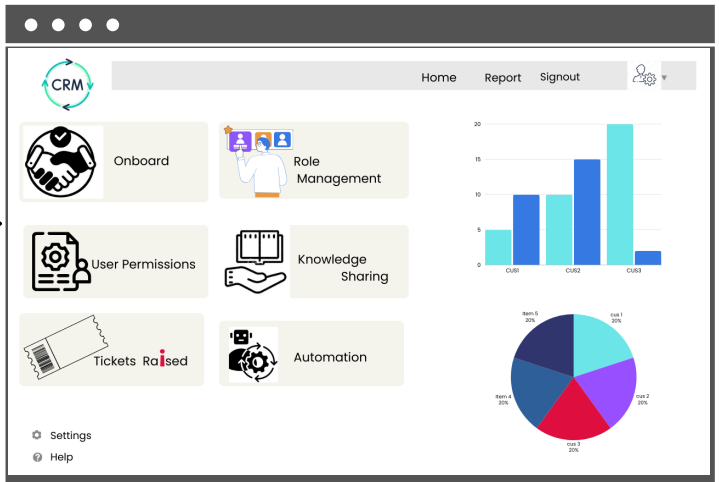 CRM
Home
Report
Signout
Onboard
Role
Management
User Permissions
Knowledge
Sharing
Tickets Raised
Automation
Settings
Help
20
15
10
5
0
CUS1
CUS2
CUS3
Item 5
20%
cus 1
20%
Item 4
20%
cus 2
20%
cus 3
20%